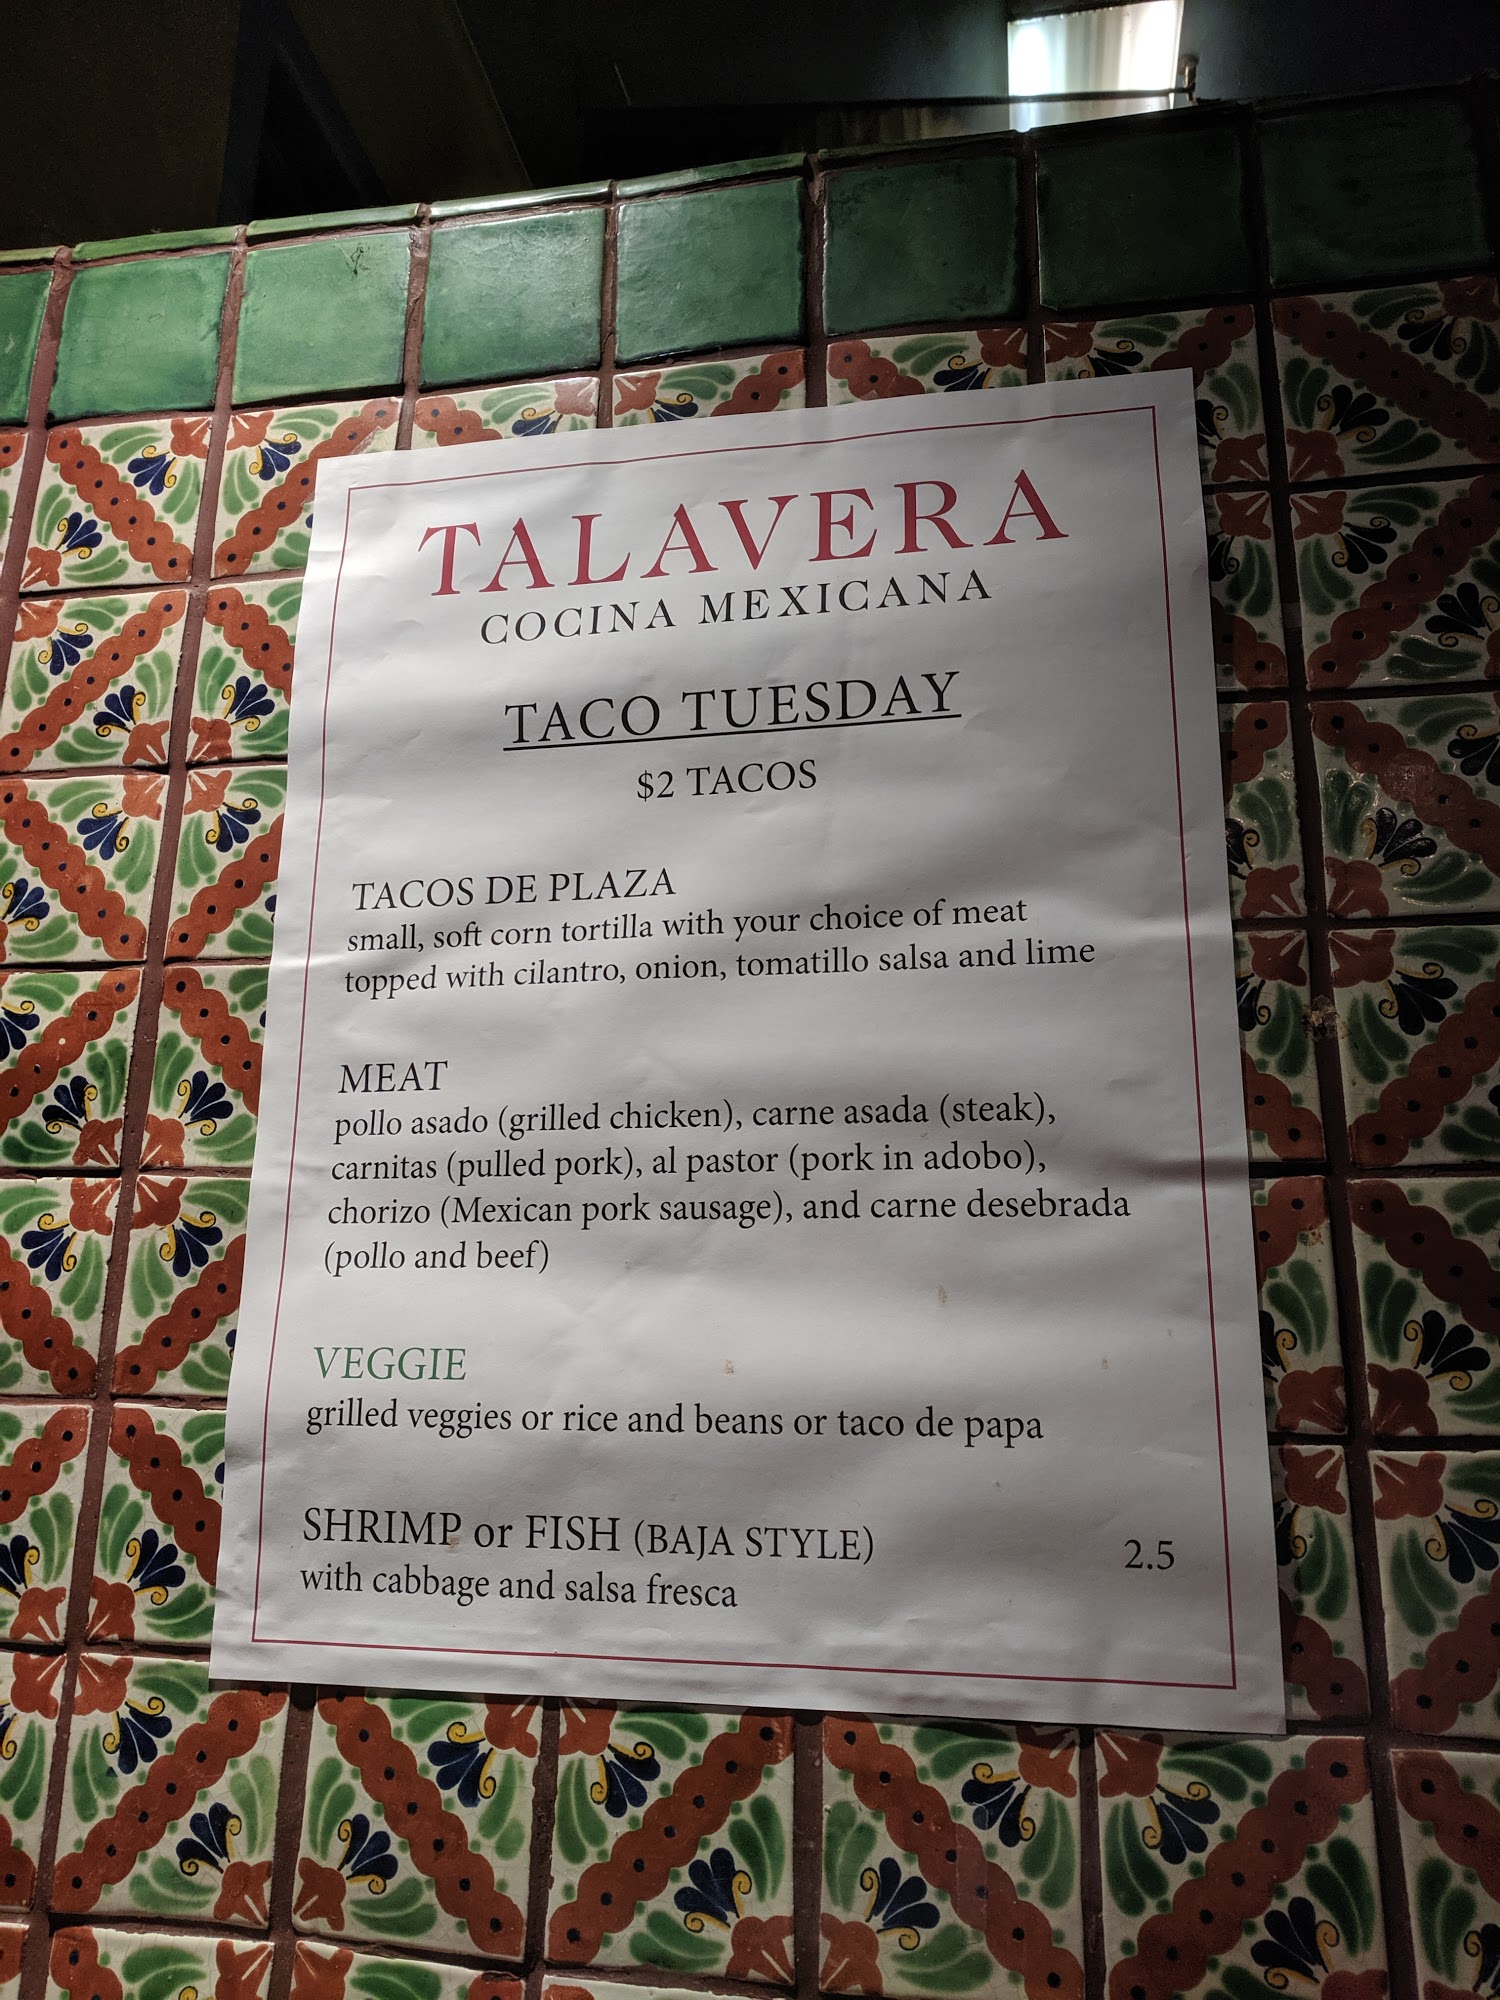 TALAVERA
COCINA MEXICANA
TACO TUESDAY
$2 TACOS
TACOS DE PLAZA
small, soft corn tortilla with your choice of meat
topped with cilantro, onion, tomatillo salsa and lime
MEAT
pollo asado (grilled chicken), carne asada (steak),
carnitas (pulled pork), al pastor (pork in adobo),
chorizo (Mexican pork sausage), and carne desebrada
(pollo and beef)
VEGGIE
grilled veggies or rice and beans or taco de papa
SHRIMP or FISH (BAJA STYLE) 2.5
with cabbage and salsa fresca